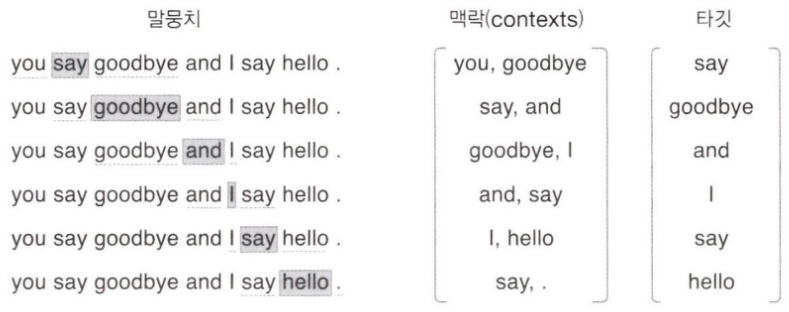 말뭉치 맥락(contexts) 타깃
you say goodbye and I say hello . you, goodbye say
you say goodbye and I say hello . say, and goodbye
you say goodbye and I say hello . goodbye, I and
you say goodbye and I say hello . and, say I
you say goodbye and I say hello . I, hello say
you say goodbye and I say hello . say, . hello